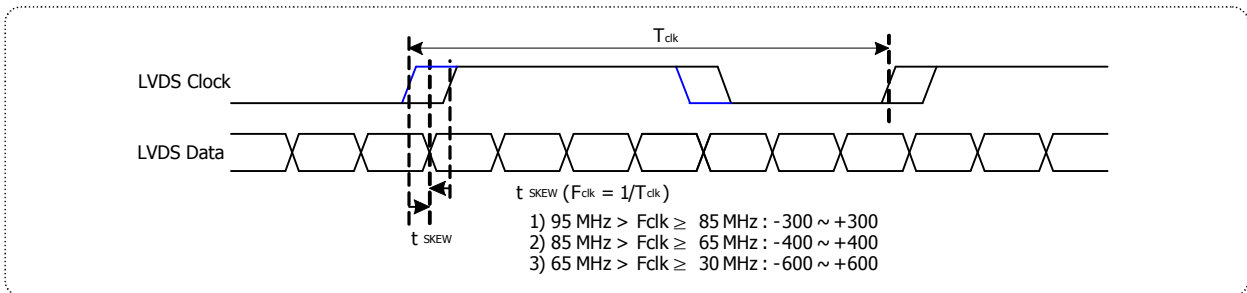 Tclk
LVDS Clock
LVDS Data
t SKEW (Fclk = 1/Tclk)
1) 95 MHz > Fclk ≥ 85 MHz : -300 ~ +300
2) 85 MHz > Fclk ≥ 65 MHz : -400 ~ +400
3) 65 MHz > Fclk ≥ 30 MHz : -600 ~ +600
t SKEW